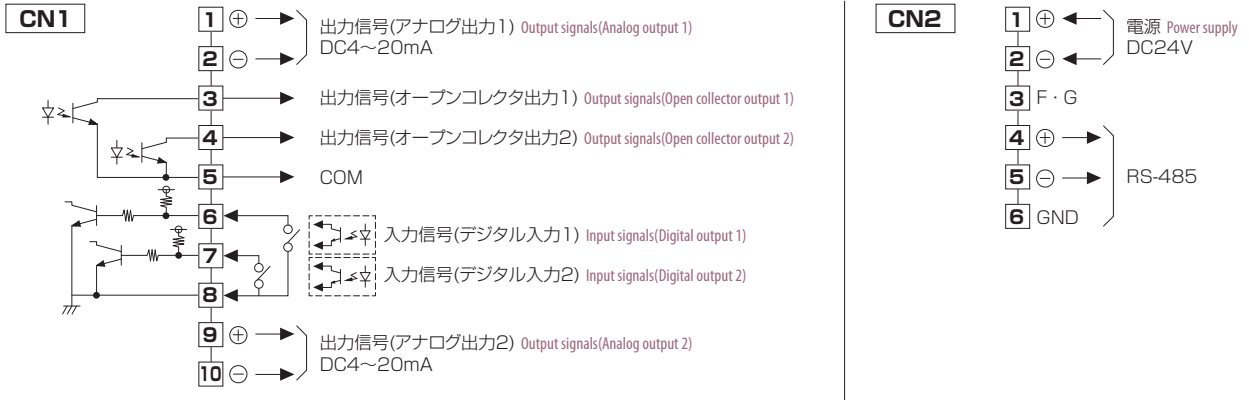 CN1
1 ⊕ 出力信号(アナログ出力1) Output signals(Analog output 1)
DC4～20mA
2 ⊖
3 出力信号(オープンコレクタ出力1) Output signals(Open collector output 1)
4 出力信号(オープンコレクタ出力2) Output signals(Open collector output 2)
5 COM
6
入力信号(デジタル入力1) Input signals(Digital output 1)
7
入力信号(デジタル入力2) Input signals(Digital output 2)
8
9 ⊕ 出力信号(アナログ出力2) Output signals(Analog output 2)
DC4～20mA
10 ⊖
CN2
1 ⊕ 電源 Power supply
DC24V
2 ⊖
3 F・G
4 ⊕
5 ⊖ RS-485
6 GND